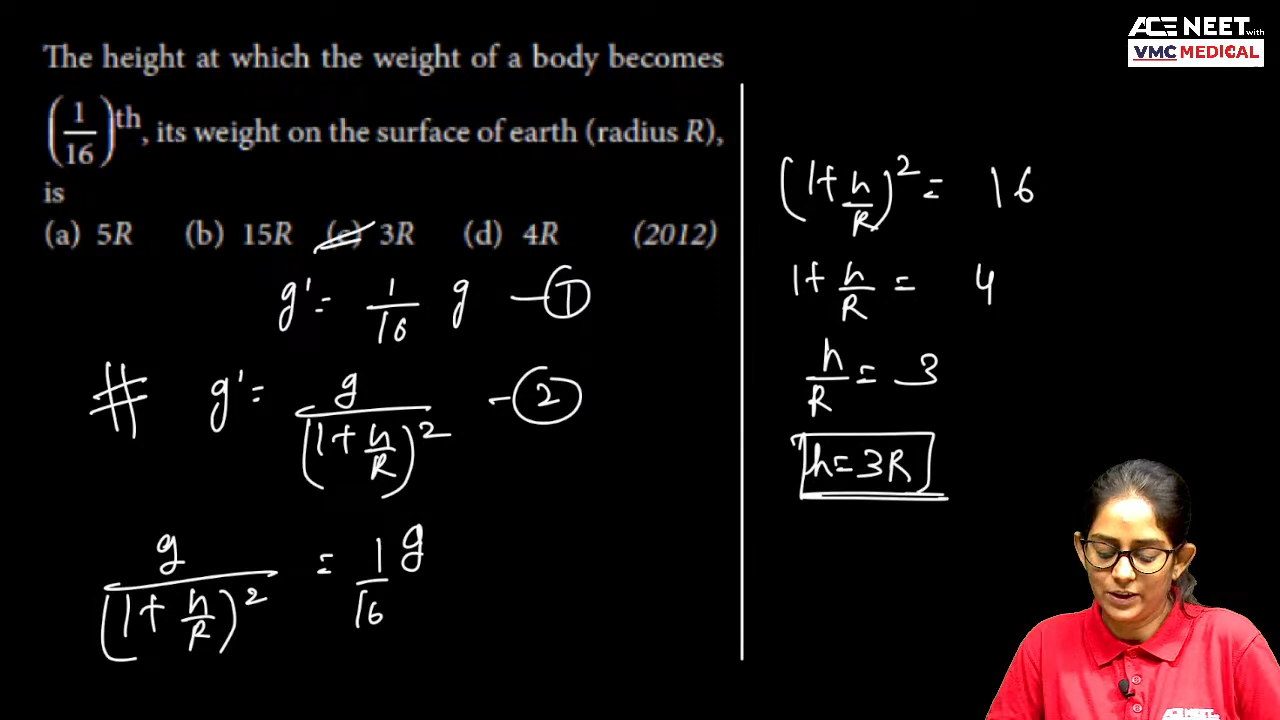 ACE NEET with
VMC MEDICAL
The height at which the weight of a body becomes
(1/16)th, its weight on the surface of earth (radius R),
is
(a) 5R (b) 15R (c) 3R (d) 4R (2012)
g' = 1/16 g —①
# g' = g/(1+h/R)² -②
g/(1+h/R)² = 1/16 g
(1+h/R)² = 16
1+h/R = 4
h/R = 3
h=3R